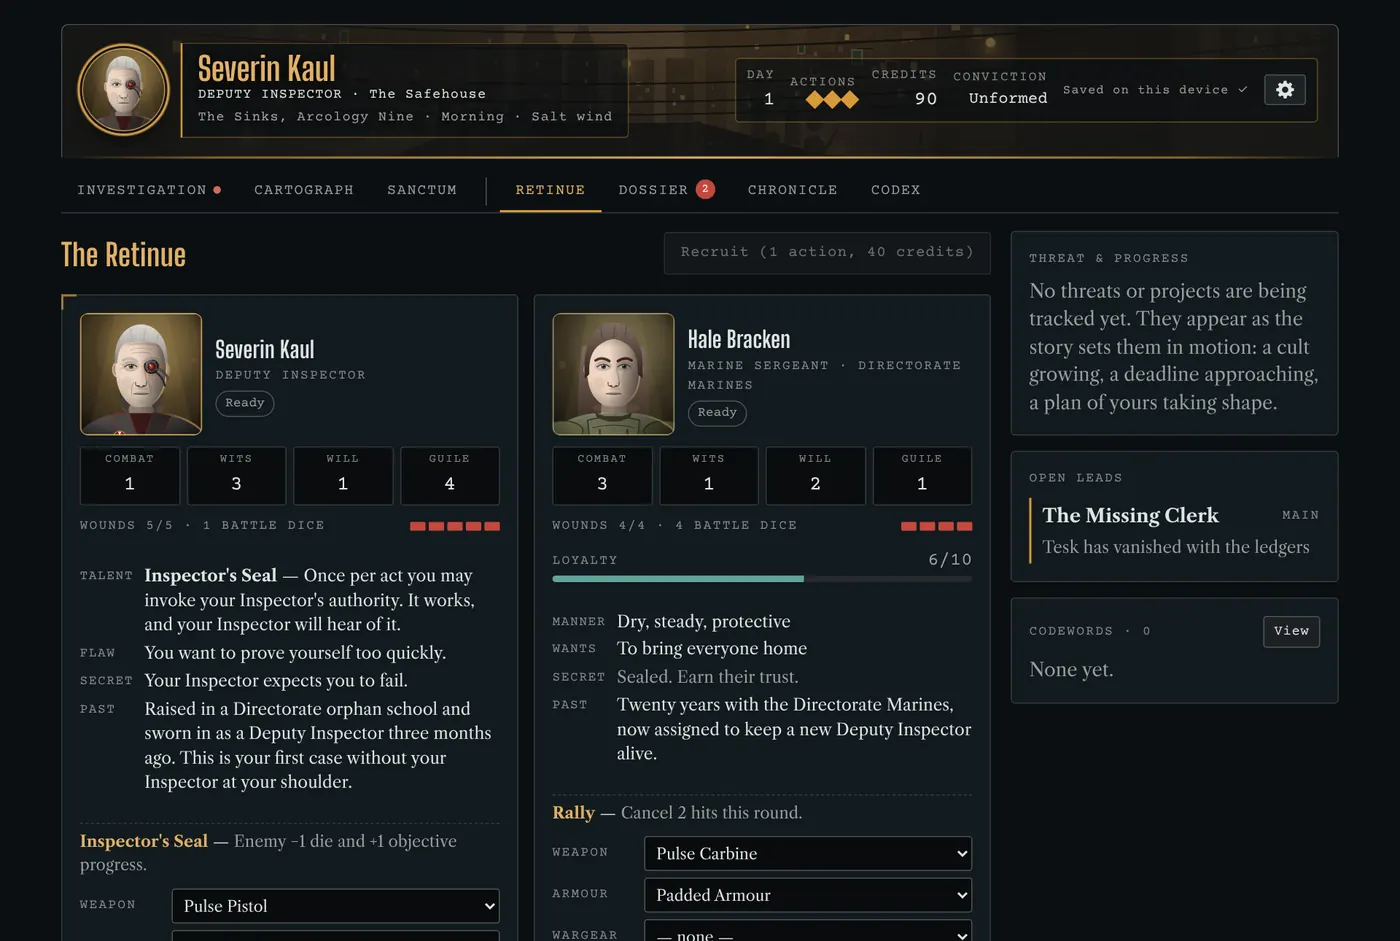 Severin Kaul
DEPUTY INSPECTOR · The Safehouse
The Sinks, Arcology Nine · Morning · Salt wind
DAY
1
ACTIONS
CREDITS
90
CONVICTION
Unformed
Saved on this device ✓
INVESTIGATION
CARTOGRAPH
SANCTUM
RETINUE
DOSSIER 2
CHRONICLE
CODEX
The Retinue
Recruit (1 action, 40 credits)
Severin Kaul
DEPUTY INSPECTOR
Ready
COMBAT
1
WITS
3
WILL
1
GUILE
4
WOUNDS 5/5 · 1 BATTLE DICE
TALENT
Inspector's Seal — Once per act you may
invoke your Inspector's authority. It works,
and your Inspector will hear of it.
FLAW
You want to prove yourself too quickly.
SECRET
Your Inspector expects you to fail.
PAST
Raised in a Directorate orphan school and
sworn in as a Deputy Inspector three months
ago. This is your first case without your
Inspector at your shoulder.
Inspector's Seal — Enemy −1 die and +1 objective
progress.
WEAPON
Pulse Pistol
Hale Bracken
MARINE SERGEANT · DIRECTORATE
MARINES
Ready
COMBAT
3
WITS
1
WILL
2
GUILE
1
WOUNDS 4/4 · 4 BATTLE DICE
LOYALTY
6/10
MANNER
Dry, steady, protective
WANTS
To bring everyone home
SECRET
Sealed. Earn their trust.
PAST
Twenty years with the Directorate Marines,
now assigned to keep a new Deputy Inspector
alive.
Rally — Cancel 2 hits this round.
WEAPON
Pulse Carbine
ARMOUR
Padded Armour
WARGEAR
— none —
THREAT & PROGRESS
No threats or projects are being
tracked yet. They appear as the
story sets them in motion: a cult
growing, a deadline approaching,
a plan of yours taking shape.
OPEN LEADS
The Missing Clerk
MAIN
Tesk has vanished with the ledgers
CODEWORDS · 0
View
None yet.